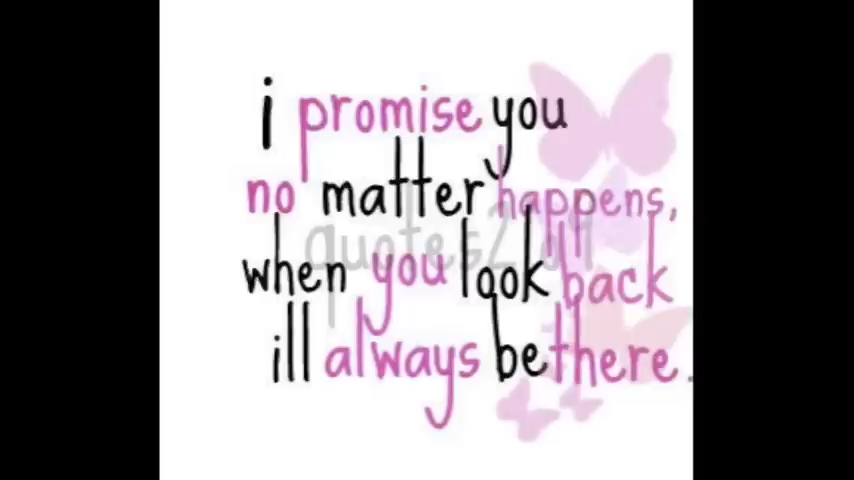 i promise you
no matter happens,
when you look back
ill always be there.